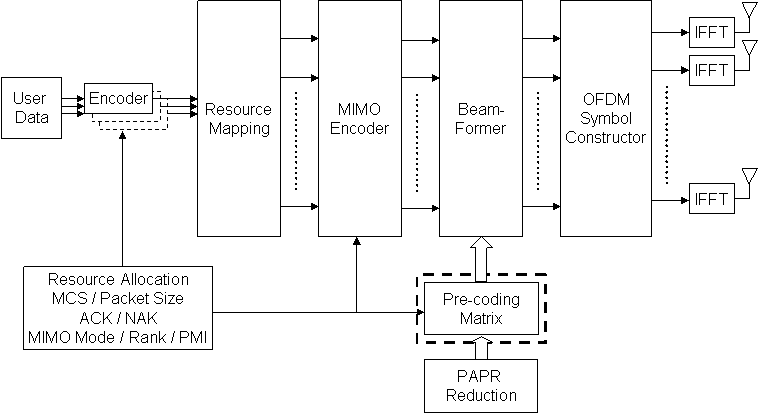 User
Data
Encoder
Resource
Mapping
MIMO
Encoder
Beam-
Former
OFDM
Symbol
Constructor
IFFT
IFFT
IFFT
Resource Allocation
MCS / Packet Size
ACK / NAK
MIMO Mode / Rank / PMI
Pre-coding
Matrix
PAPR
Reduction